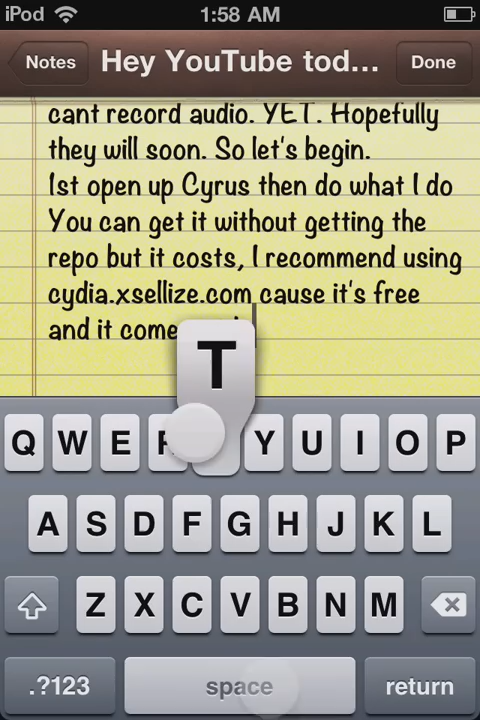 iPod 1:58 AM
Notes Hey YouTube tod... Done
cant record audio. YET. Hopefully
they will soon. So let's begin.
1st open up Cyrus then do what I do
You can get it without getting the
repo but it costs, I recommend using
cydia.xsellize.com cause it's free
and it
T
Q W E Y U I O P
A S D F G H J K L
Z X C V B N M
.?123 space return